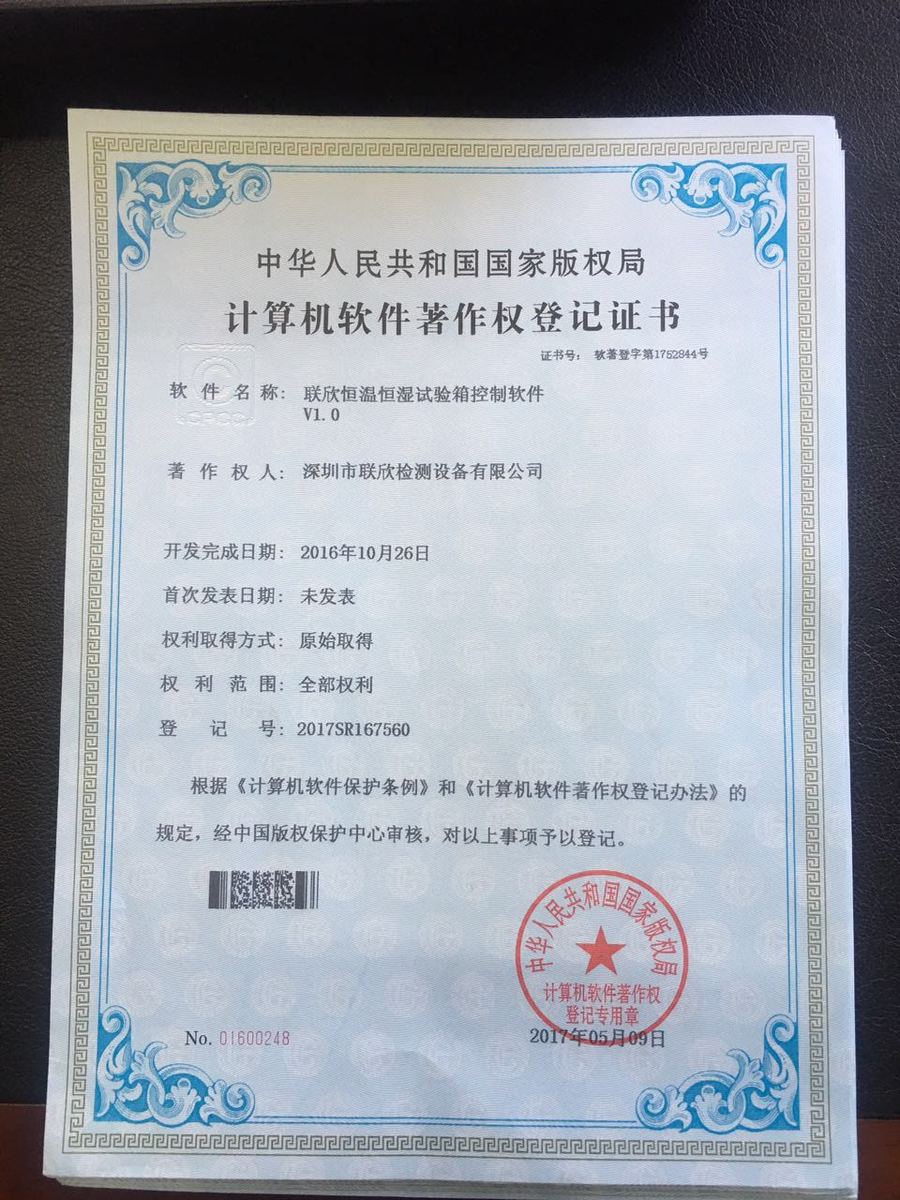 中华人民共和国国家版权局
计算机软件著作权登记证书
证书号： 软著登字第1752844号
软件名称： 联欣恒温恒湿试验箱控制软件
V1.0
著作权人： 深圳市联欣检测设备有限公司
开发完成日期： 2016年10月26日
首次发表日期： 未发表
权利取得方式： 原始取得
权利范围： 全部权利
登记号： 2017SR167560
根据《计算机软件保护条例》和《计算机软件著作权登记办法》的
规定，经中国版权保护中心审核，对以上事项予以登记。
中华人民共和国国家版权局
计算机软件著作权
登记专用章
No. 01600248
2017年05月09日